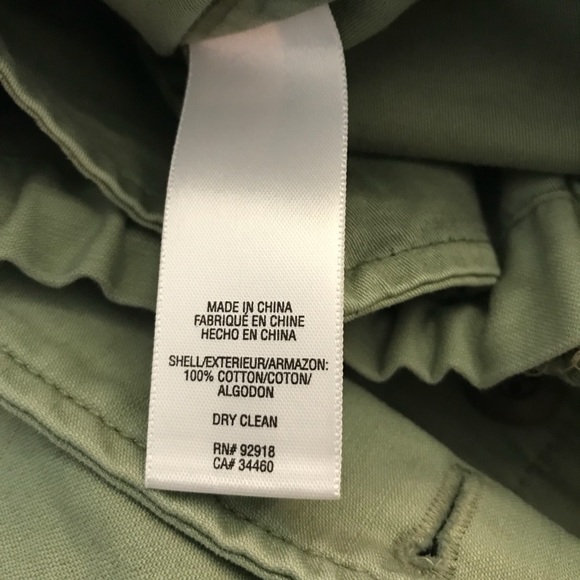 MADE IN CHINA
FABRIQUÉ EN CHINE
HECHO EN CHINA
SHELL/EXTERIEUR/ARMAZON:
100% COTTON/COTON/
ALGODON
DRY CLEAN
RN# 92918
CA# 34460